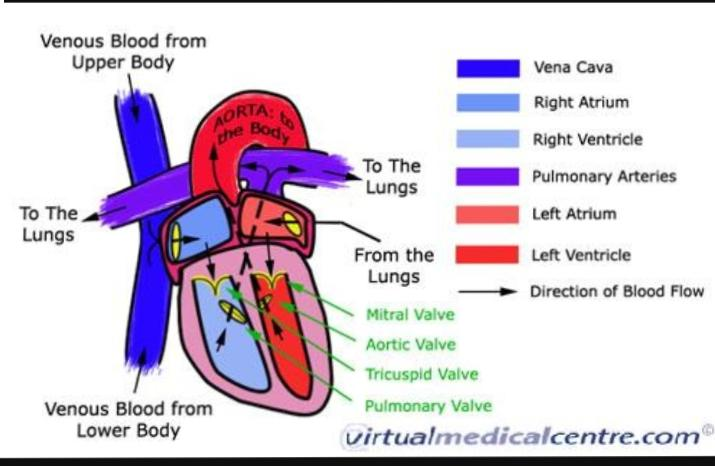 Venous Blood from
Upper Body
AORTA: to
the Body
To The
Lungs
To The
Lungs
From the
Lungs
Mitral Valve
Aortic Valve
Tricuspid Valve
Pulmonary Valve
Venous Blood from
Lower Body
Vena Cava
Right Atrium
Right Ventricle
Pulmonary Arteries
Left Atrium
Left Ventricle
Direction of Blood Flow
virtualmedicalcentre.com©